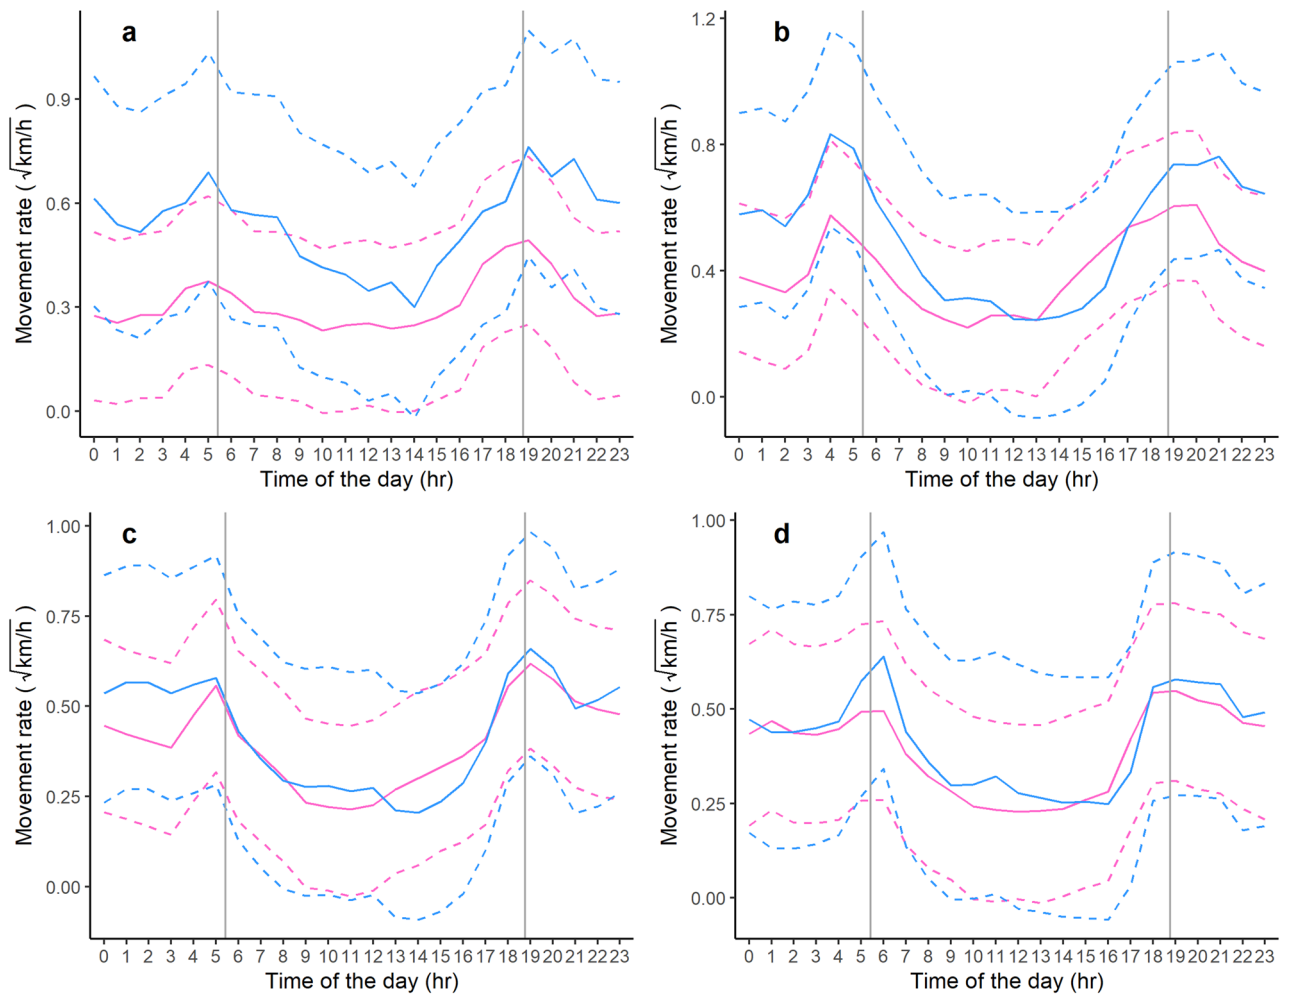 a
Movement rate ( √km/h )
0.9
0.6
0.3
0.0
0 1 2 3 4 5 6 7 8 9 10 11 12 13 14 15 16 17 18 19 20 21 22 23
Time of the day (hr)
b
Movement rate ( √km/h )
1.2
0.8
0.4
0.0
0 1 2 3 4 5 6 7 8 9 10 11 12 13 14 15 16 17 18 19 20 21 22 23
Time of the day (hr)
c
Movement rate ( √km/h )
1.00
0.75
0.50
0.25
0.00
0 1 2 3 4 5 6 7 8 9 10 11 12 13 14 15 16 17 18 19 20 21 22 23
Time of the day (hr)
d
Movement rate ( √km/h )
1.00
0.75
0.50
0.25
0.00
0 1 2 3 4 5 6 7 8 9 10 11 12 13 14 15 16 17 18 19 20 21 22 23
Time of the day (hr)